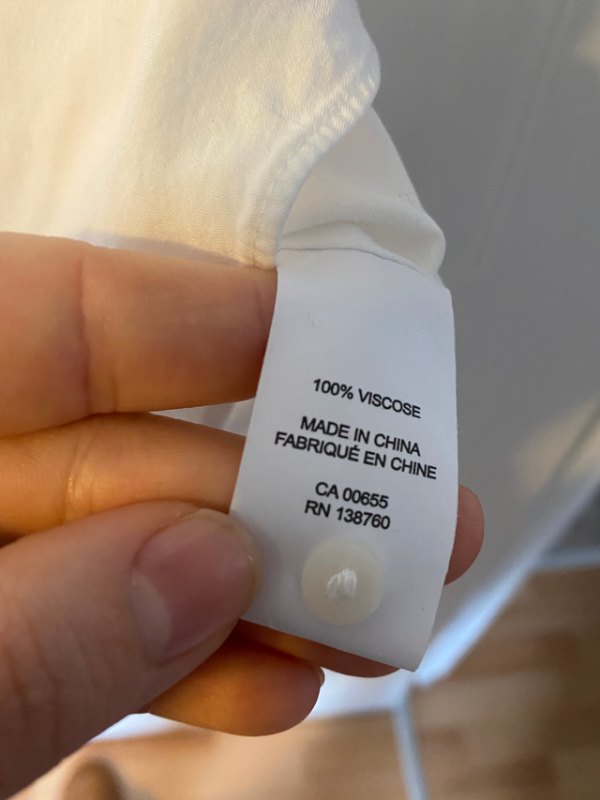 100% VISCOSE
MADE IN CHINA
FABRIQUÉ EN CHINE
CA 00655
RN 138760